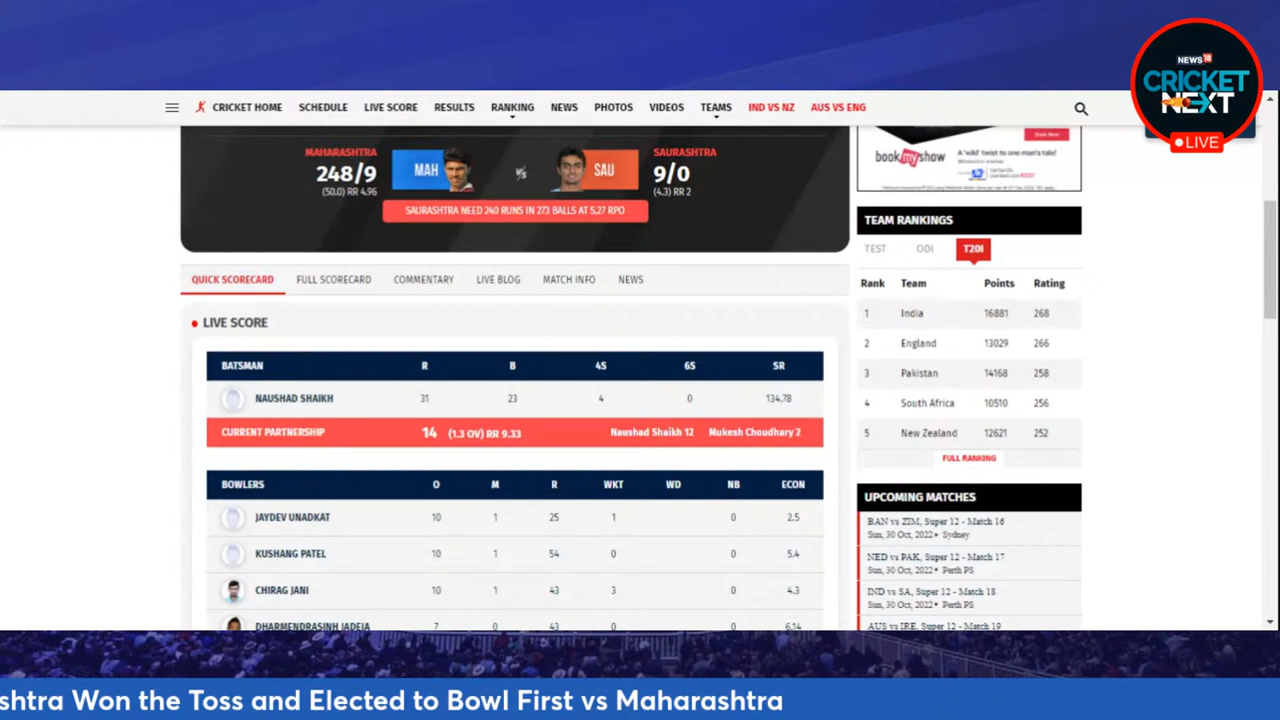 NEWS18
CRICKET
NEXT
LIVE
CRICKET HOME SCHEDULE LIVE SCORE RESULTS RANKING NEWS PHOTOS VIDEOS TEAMS IND VS NZ AUS VS ENG
MAHARASHTRA
248/9
(50.0) RR 4.96
MAH
V/S
SAU
SAURASHTRA
9/0
(4.3) RR 2
SAURASHTRA NEED 240 RUNS IN 273 BALLS AT 5.27 RPO
Book Now
bookmyshow
A 'wild' twist to one man's tale!
QUICK SCORECARD FULL SCORECARD COMMENTARY LIVE BLOG MATCH INFO NEWS
LIVE SCORE
BATSMAN R B 4S 6S SR
NAUSHAD SHAIKH 31 23 4 0 134.78
CURRENT PARTNERSHIP 14 (1.3 OV) RR 9.33 Naushad Shaikh 12 Mukesh Choudhary 2
BOWLERS O M R WKT WD NB ECON
JAYDEV UNADKAT 10 1 25 1 0 2.5
KUSHANG PATEL 10 1 54 0 0 5.4
CHIRAG JANI 10 1 43 3 0 4.3
DHARMENDRASINH JADEJA 7 0 43 0 0 6.14
TEAM RANKINGS
TEST ODI T20I
Rank Team Points Rating
1 India 16881 268
2 England 13029 266
3 Pakistan 14168 258
4 South Africa 10510 256
5 New Zealand 12621 252
FULL RANKING
UPCOMING MATCHES
BAN vs ZIM, Super 12 - Match 16
Sun, 30 Oct, 2022 • Sydney
NED vs PAK, Super 12 - Match 17
Sun, 30 Oct, 2022 • Perth PS
IND vs SA, Super 12 - Match 18
Sun, 30 Oct, 2022 • Perth PS
AUS vs IRE, Super 12 - Match 19
shtra Won the Toss and Elected to Bowl First vs Maharashtra